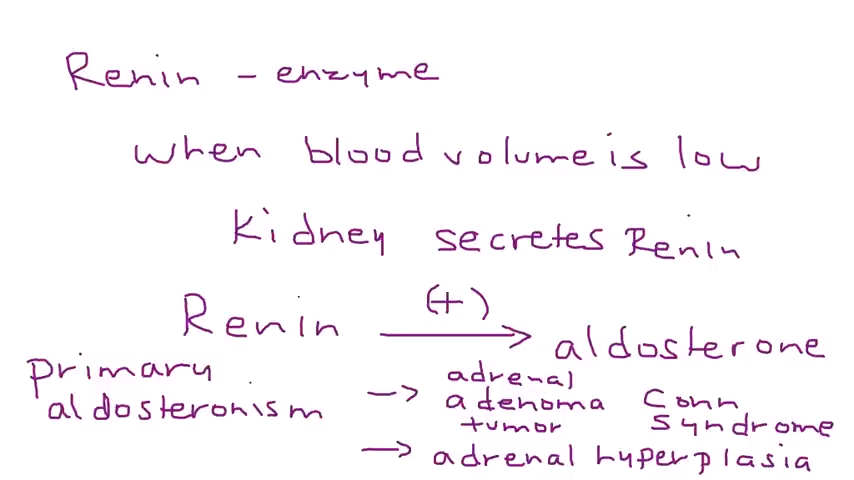 Renin - enzyme
when blood volume is low
Kidney secretes Renin
Renin (+) → aldosterone
primary aldosteronism
→ adrenal adenoma tumor Conn syndrome
→ adrenal hyperplasia